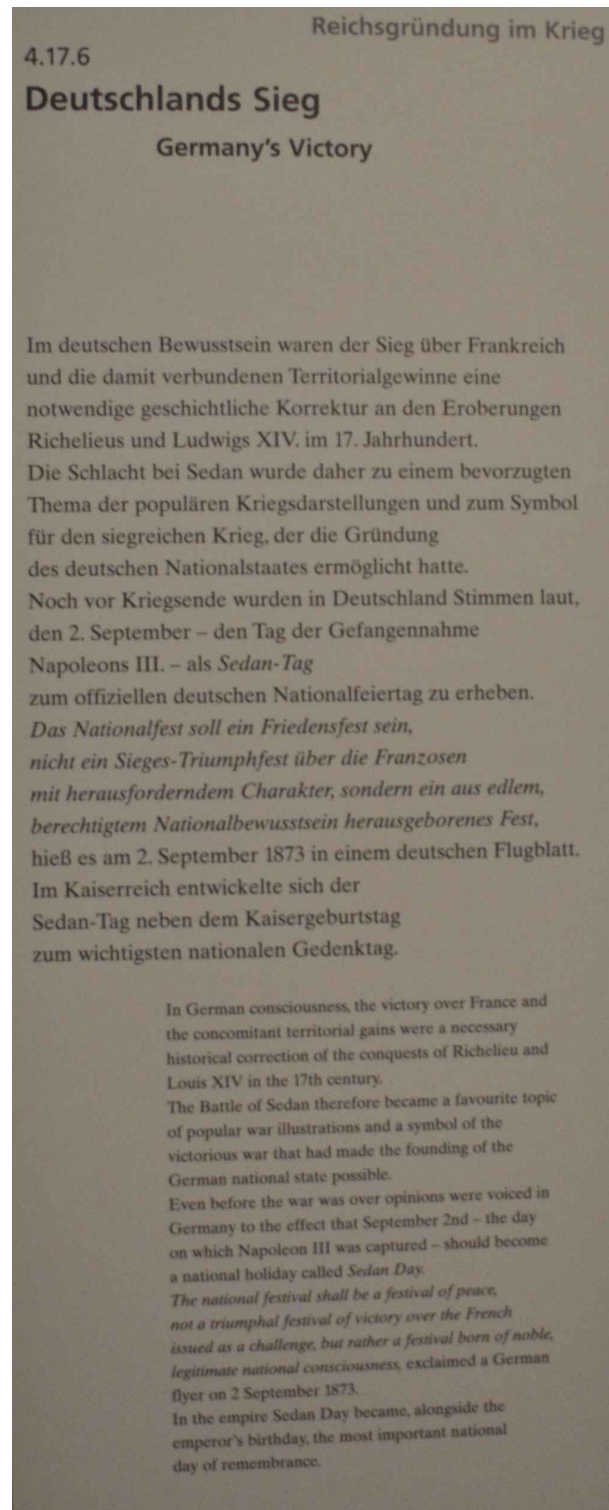 Reichsgründung im Krieg
4.17.6
Deutschlands Sieg
Germany's Victory
Im deutschen Bewusstsein waren der Sieg über Frankreich
und die damit verbundenen Territorialgewinne eine
notwendige geschichtliche Korrektur an den Eroberungen
Richelieus und Ludwigs XIV. im 17. Jahrhundert.
Die Schlacht bei Sedan wurde daher zu einem bevorzugten
Thema der populären Kriegsdarstellungen und zum Symbol
für den siegreichen Krieg, der die Gründung
des deutschen Nationalstaates ermöglicht hatte.
Noch vor Kriegsende wurden in Deutschland Stimmen laut,
den 2. September – den Tag der Gefangennahme
Napoleons III. – als Sedan-Tag
zum offiziellen deutschen Nationalfeiertag zu erheben.
Das Nationalfest soll ein Friedensfest sein,
nicht ein Sieges-Triumphfest über die Franzosen
mit herausforderndem Charakter, sondern ein aus edlem,
berechtigtem Nationalbewusstsein herausgeborenes Fest,
hieß es am 2. September 1873 in einem deutschen Flugblatt.
Im Kaiserreich entwickelte sich der
Sedan-Tag neben dem Kaisergeburtstag
zum wichtigsten nationalen Gedenktag.
In German consciousness, the victory over France and
the concomitant territorial gains were a necessary
historical correction of the conquests of Richelieu and
Louis XIV in the 17th century.
The Battle of Sedan therefore became a favourite topic
of popular war illustrations and a symbol of the
victorious war that had made the founding of the
German national state possible.
Even before the war was over opinions were voiced in
Germany to the effect that September 2nd – the day
on which Napoleon III was captured – should become
a national holiday called Sedan Day.
The national festival shall be a festival of peace,
not a triumphal festival of victory over the French
issued as a challenge, but rather a festival born of noble,
legitimate national consciousness, exclaimed a German
flyer on 2 September 1873.
In the empire Sedan Day became, alongside the
emperor's birthday, the most important national
day of remembrance.